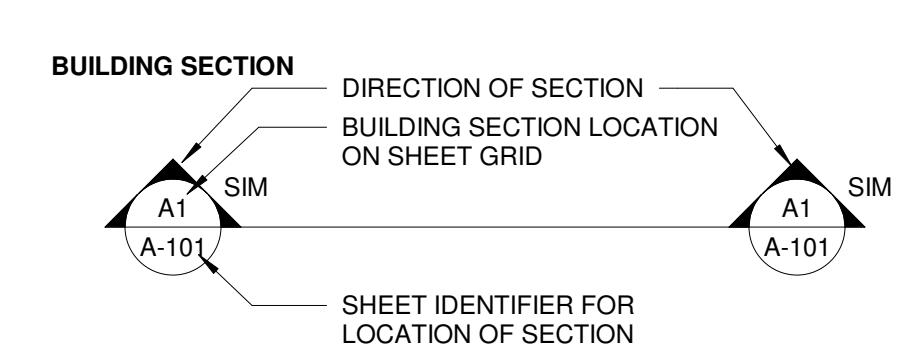 BUILDING SECTION
DIRECTION OF SECTION
BUILDING SECTION LOCATION
ON SHEET GRID
SIM
SIM
A1
A1
A-101
A-101
SHEET IDENTIFIER FOR
LOCATION OF SECTION